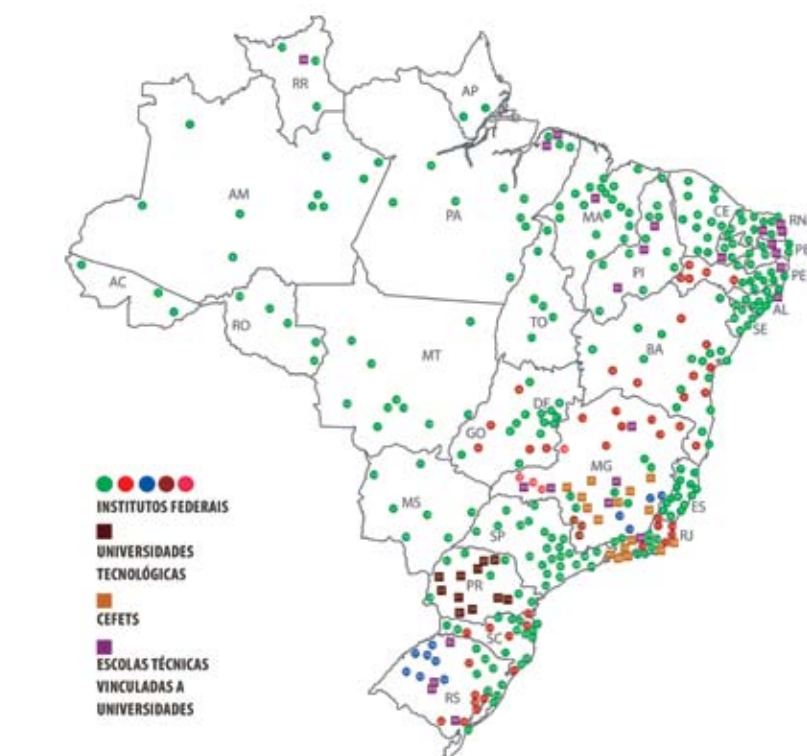 RR
AP
AM
PA
MA
CE
RN
PB
PE
PI
AC
AL
SE
RO
TO
MT
BA
DF
GO
MG
MS
ES
SP
RJ
PR
SC
RS
INSTITUTOS FEDERAIS
UNIVERSIDADES
TECNOLÓGICAS
CEFETS
ESCOLAS TÉCNICAS
VINCULADAS A
UNIVERSIDADES